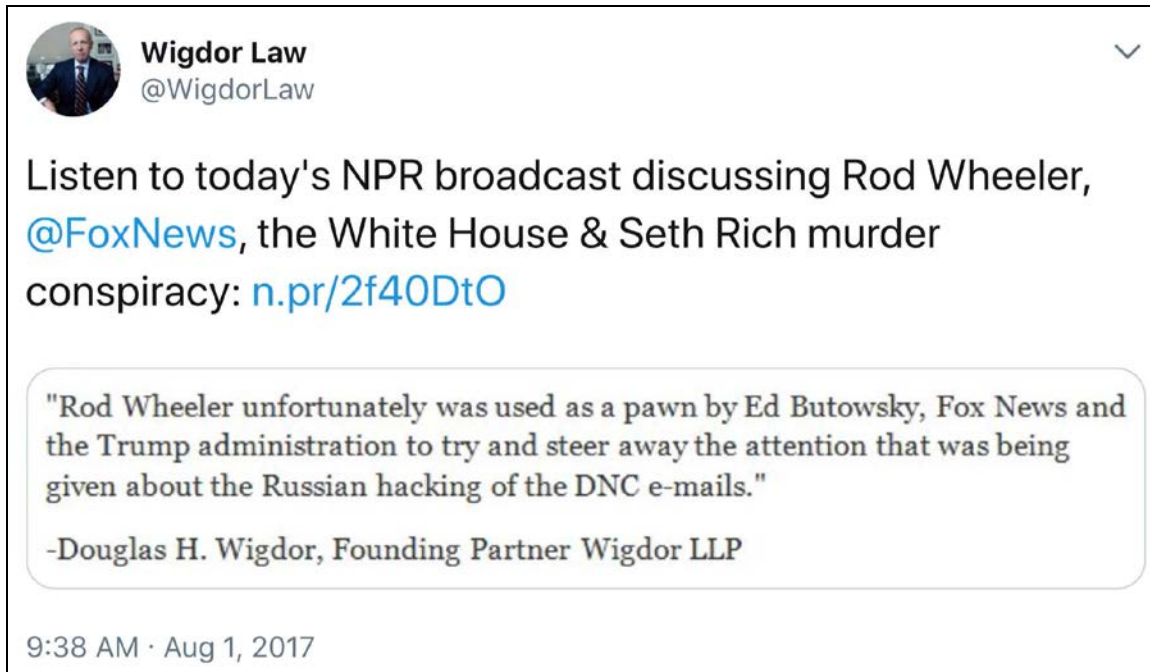 Wigdor Law
@WigdorLaw
Listen to today's NPR broadcast discussing Rod Wheeler,
@FoxNews, the White House & Seth Rich murder
conspiracy: n.pr/2f40DtO
"Rod Wheeler unfortunately was used as a pawn by Ed Butowsky, Fox News and
the Trump administration to try and steer away the attention that was being
given about the Russian hacking of the DNC e-mails."
-Douglas H. Wigdor, Founding Partner Wigdor LLP
9:38 AM · Aug 1, 2017